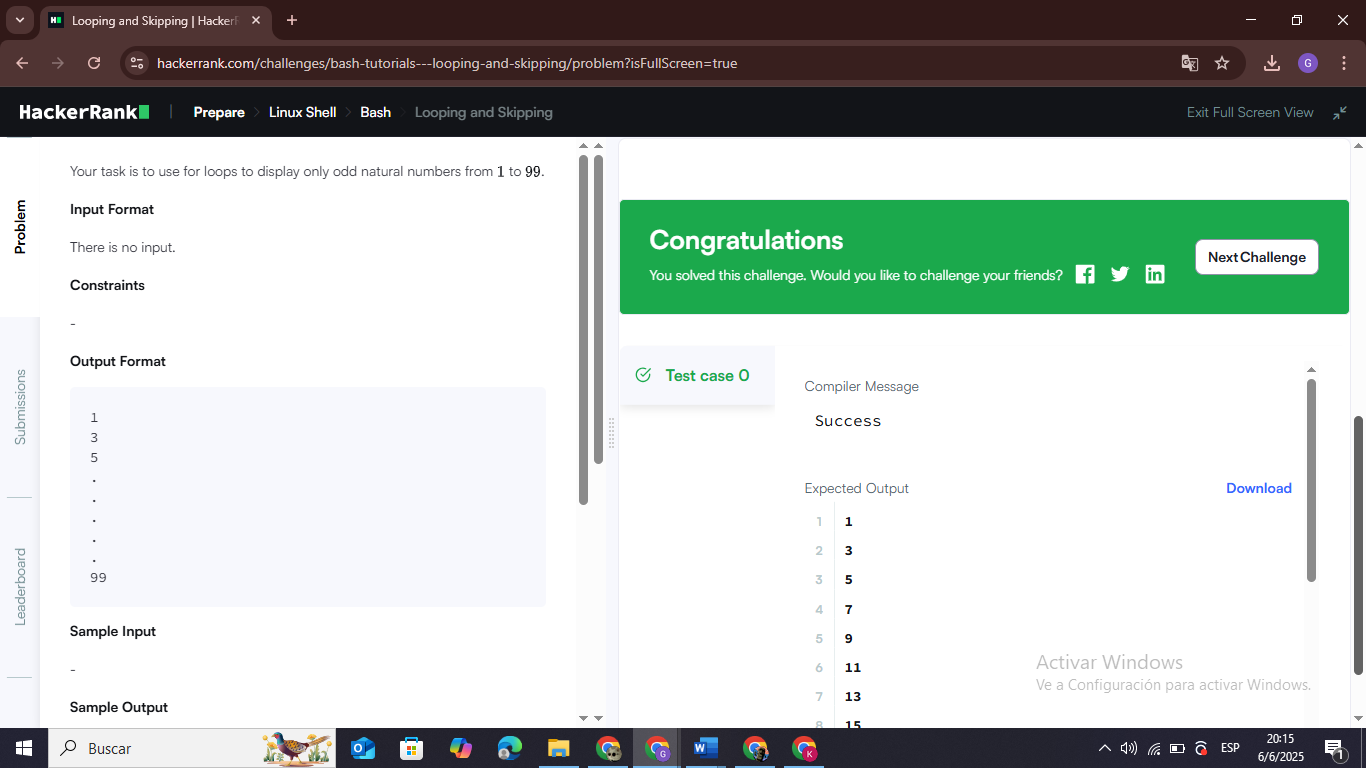 Looping and Skipping | HackerR
hackerrank.com/challenges/bash-tutorials---looping-and-skipping/problem?isFullScreen=true
G
HackerRank
Prepare
Linux Shell
Bash
Looping and Skipping
Exit Full Screen View
Problem
Submissions
Leaderboard
Your task is to use for loops to display only odd natural numbers from 1 to 99.
Input Format
There is no input.
Constraints
-
Output Format
1
3
5
.
.
.
.
.
99
Sample Input
-
Sample Output
Congratulations
You solved this challenge. Would you like to challenge your friends?
Next Challenge
Test case 0
Compiler Message
Success
Expected Output
Download
1 1
2 3
3 5
4 7
5 9
6 11
7 13
8 15
Activar Windows
Ve a Configuración para activar Windows.
Buscar
ESP
20:15
6/6/2025
1